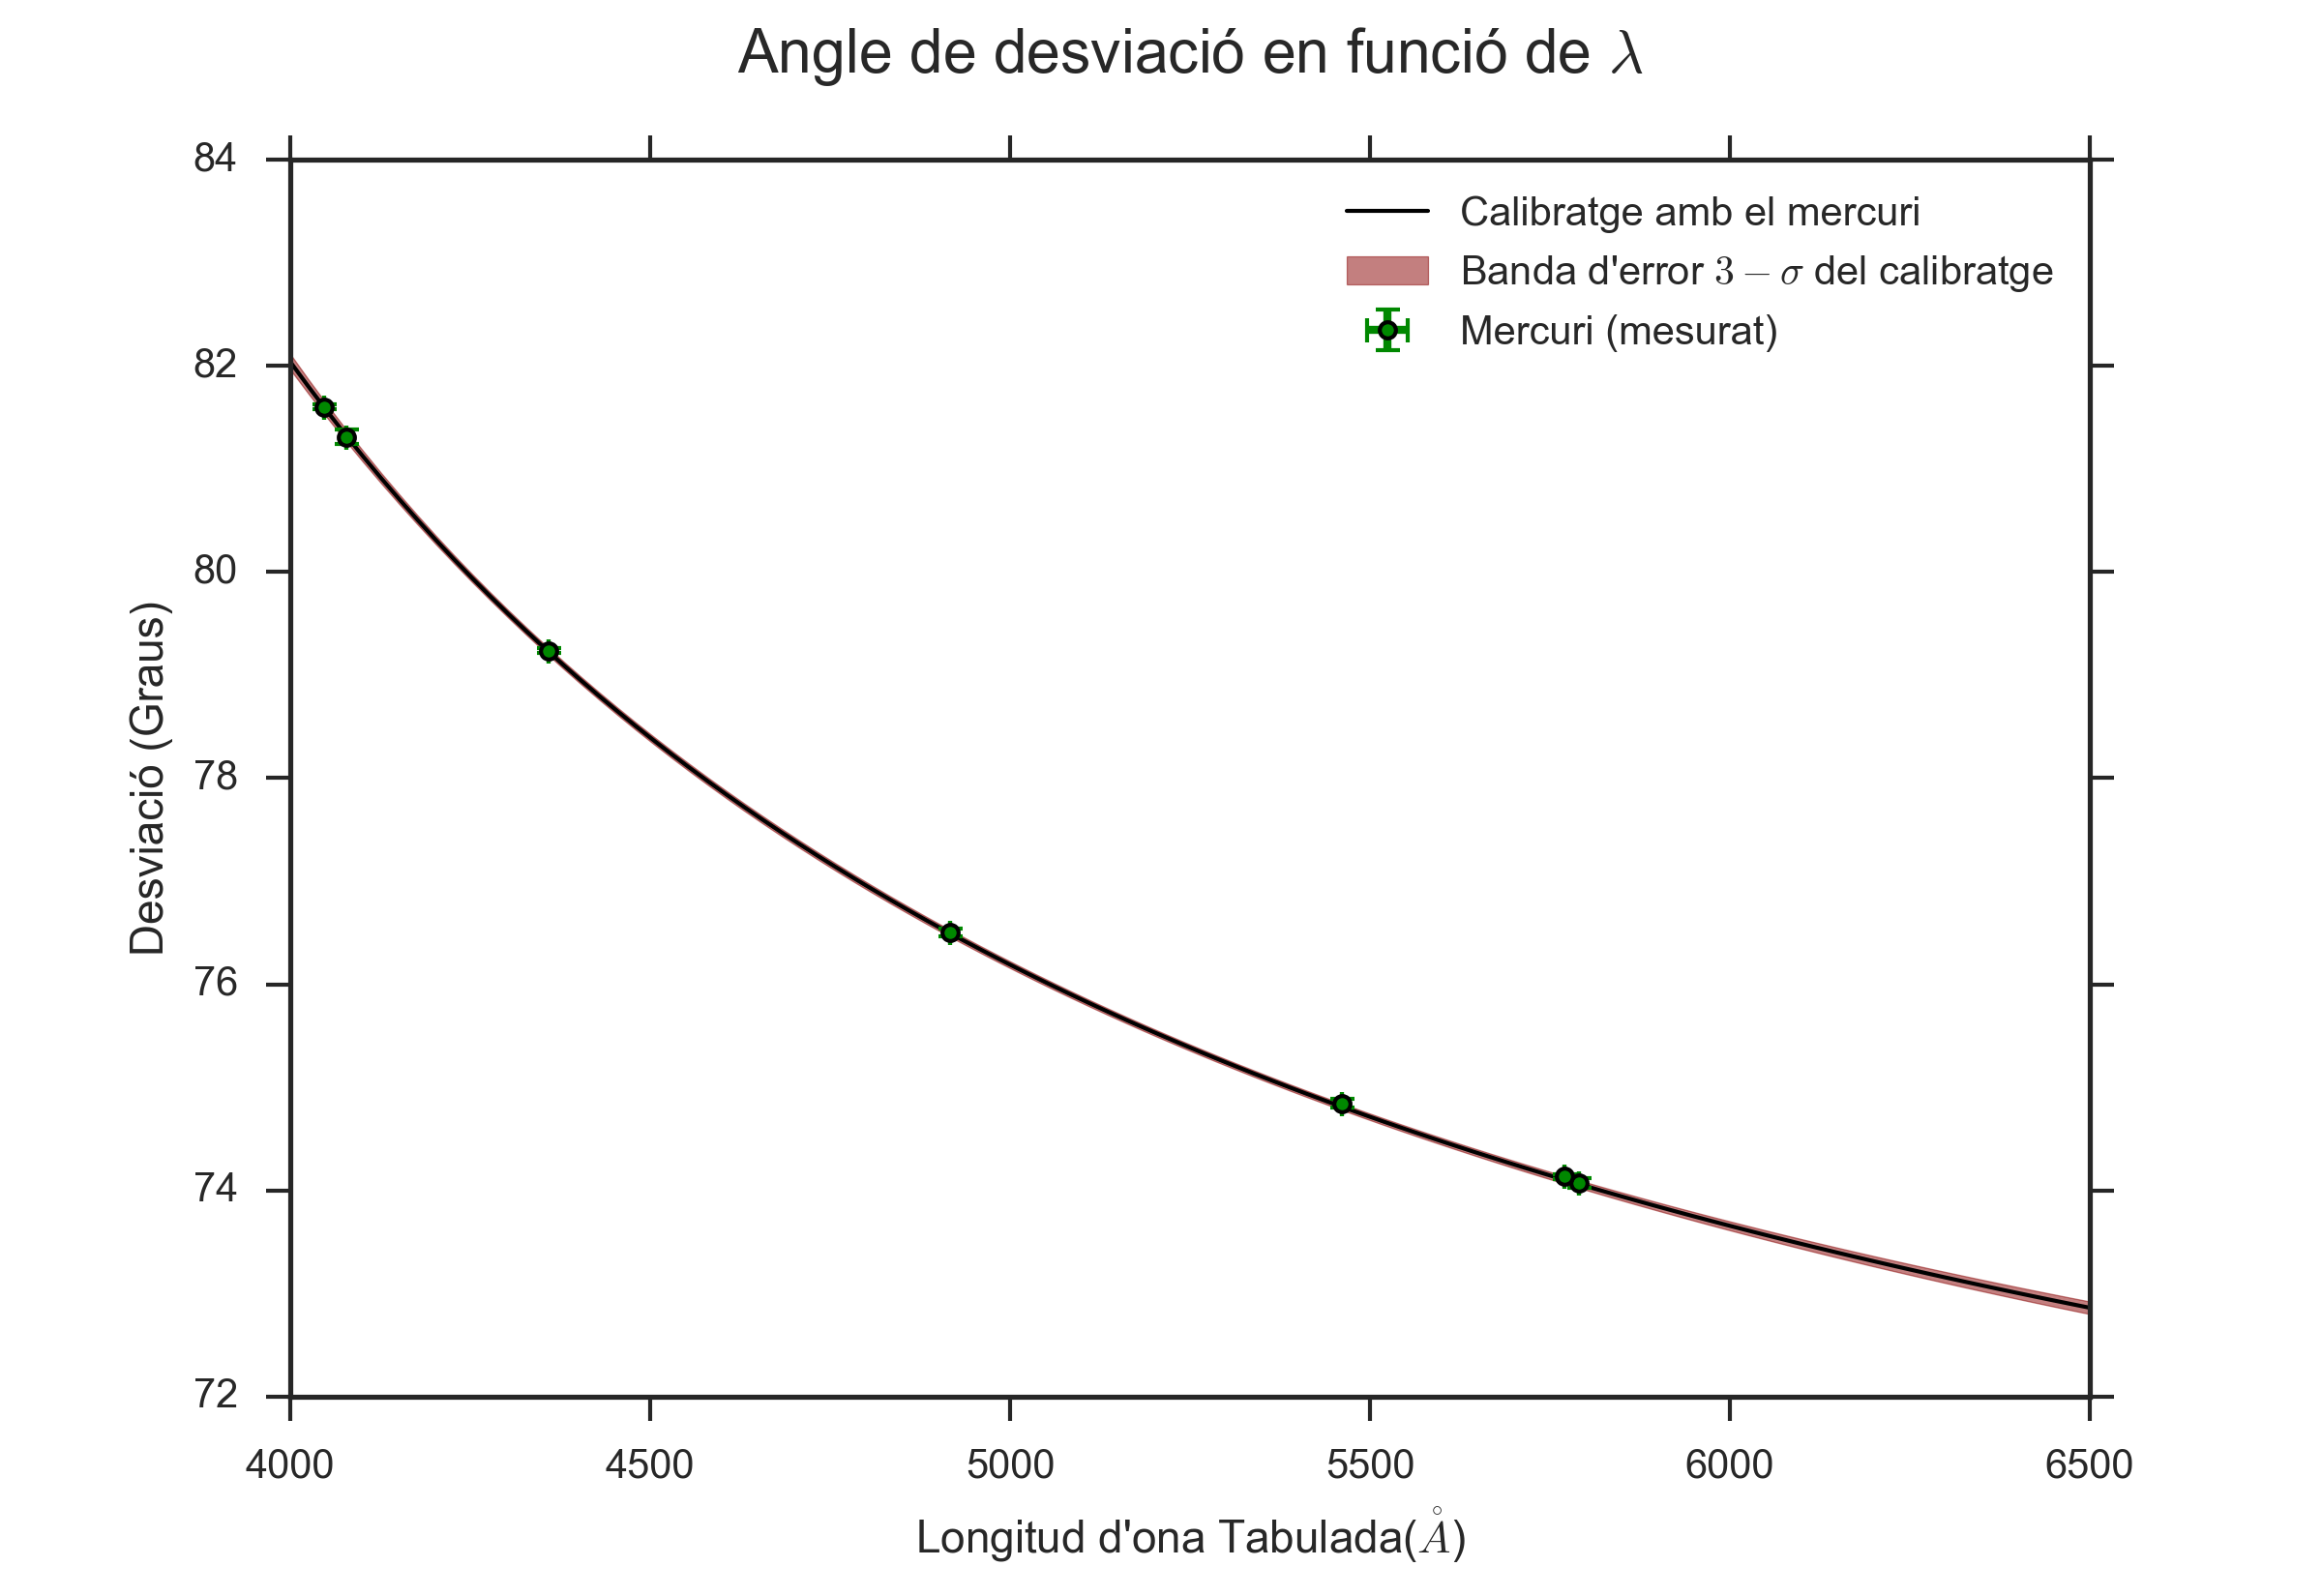 Angle de desviació en funció de λ
84
82
80
78
76
74
72
Desviació (Graus)
Calibratge amb el mercuri
Banda d'error 3 − σ del calibratge
Mercuri (mesurat)
4000 4500 5000 5500 6000 6500
Longitud d'ona Tabulada(Å)